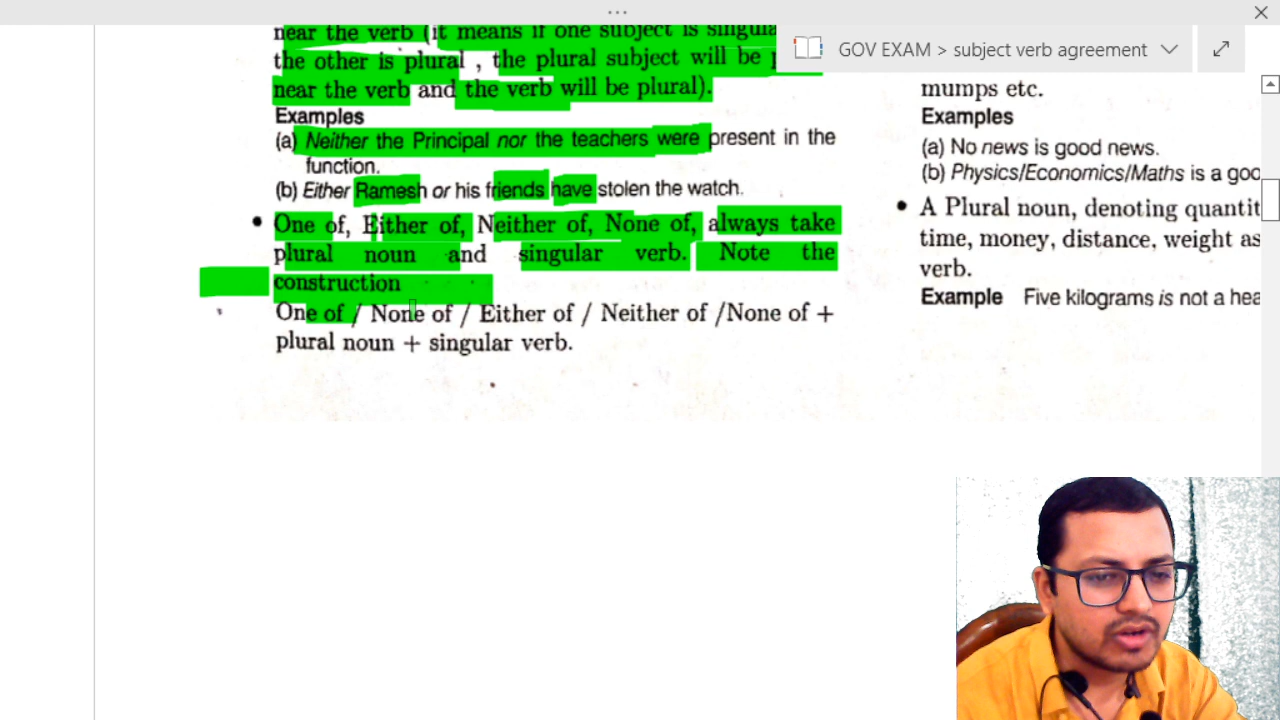 GOV EXAM > subject verb agreement
near the verb (it means if one subject is singula
the other is plural , the plural subject will be
near the verb and the verb will be plural).
Examples
(a) Neither the Principal nor the teachers were present in the
function.
(b) Either Ramesh or his friends have stolen the watch.
• One of, Either of, Neither of, None of, always take
plural noun and singular verb. Note the
construction
One of / None of / Either of / Neither of /None of +
plural noun + singular verb.
mumps etc.
Examples
(a) No news is good news.
(b) Physics/Economics/Maths is a goo
• A Plural noun, denoting quantit
time, money, distance, weight as
verb.
Example Five kilograms is not a hea